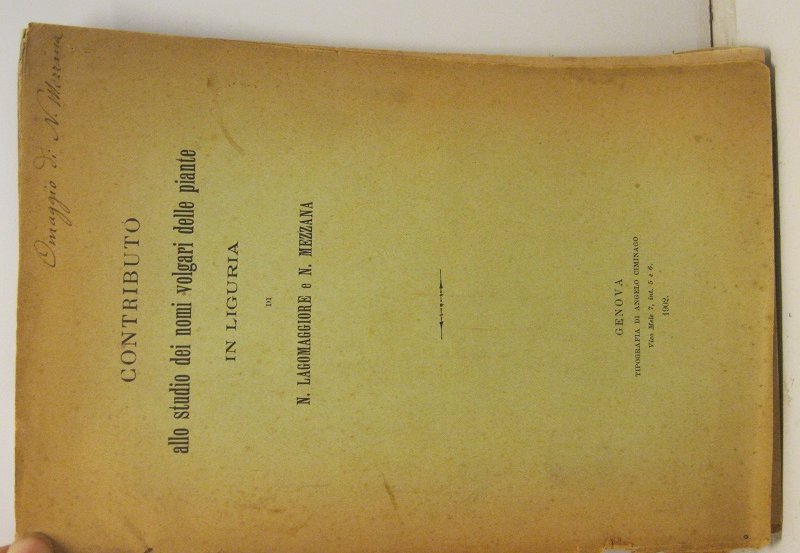 Omaggio di N. Mezzana
CONTRIBUTO
allo studio dei nomi volgari delle piante
IN LIGURIA
DI
N. LAGOMAGGIORE e N. MEZZANA
GENOVA
TIPOGRAFIA DI ANGELO CIMINAGO
Vico Mele 7, int. 5 e 6.
1902.